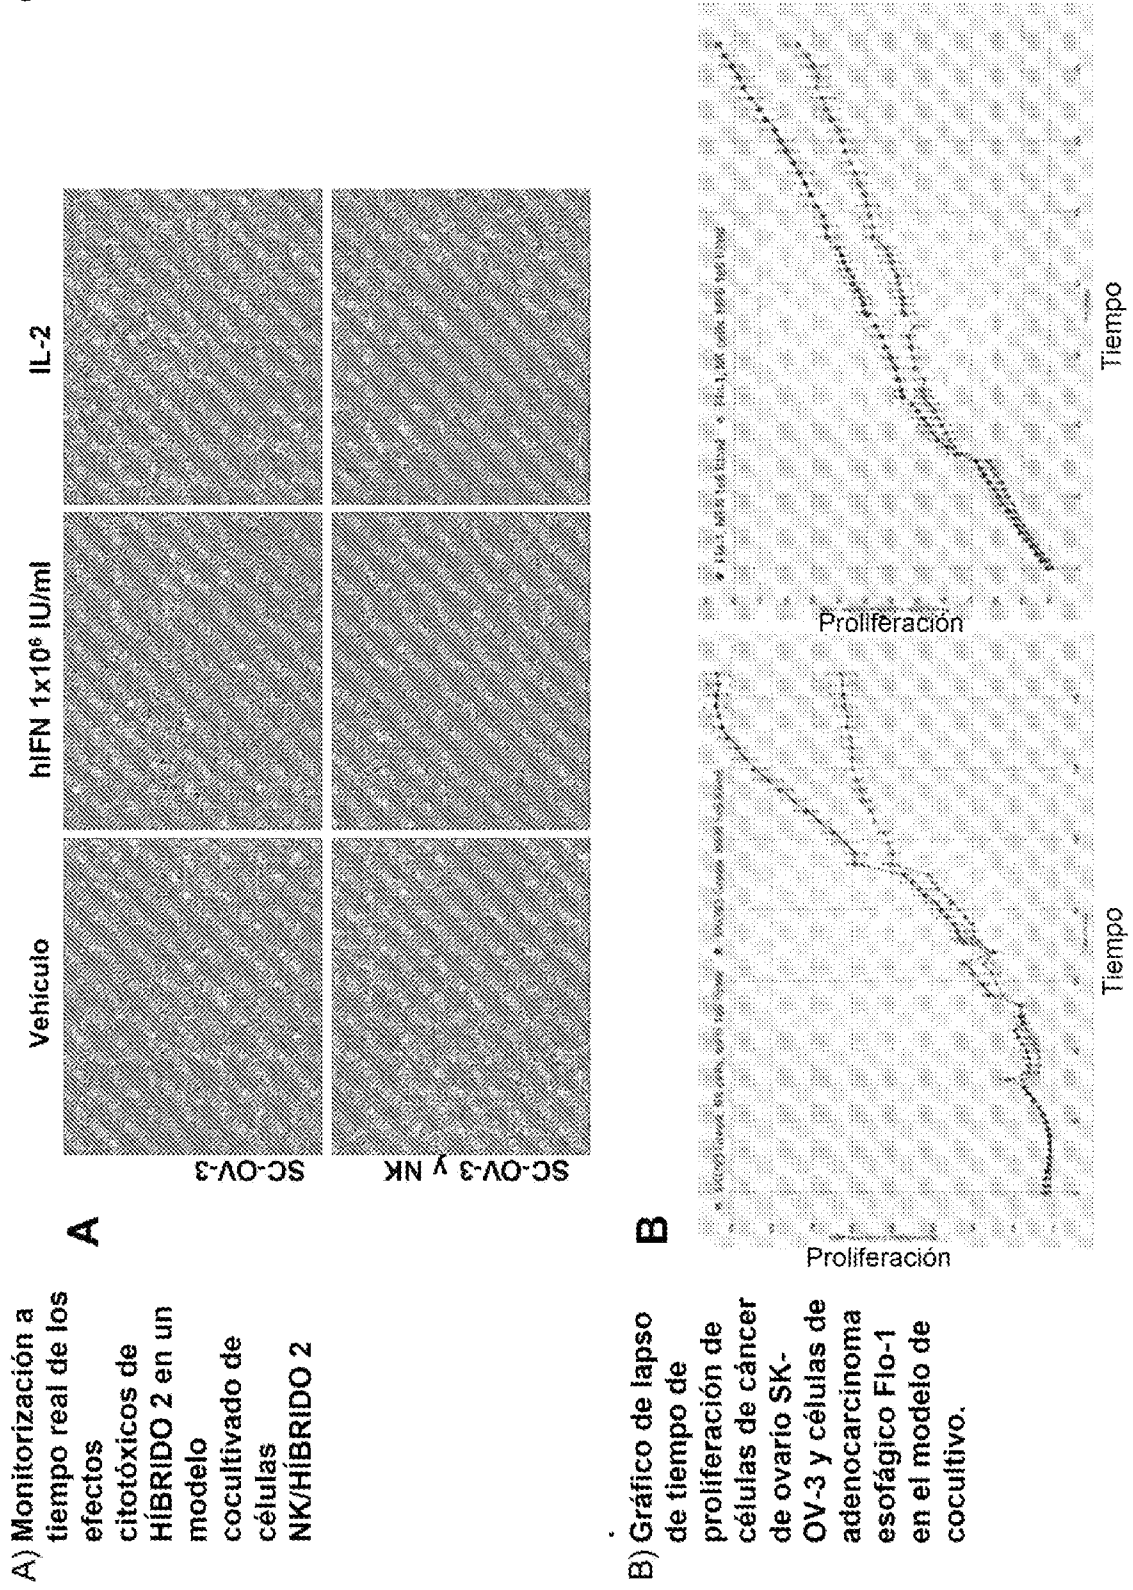 A) Monitorización a
tiempo real de los
efectos
citotóxicos de
HÍBRIDO 2 en un
modelo
cocultivado de
células
NK/HÍBRIDO 2
A
Vehículo
hIFN 1x10⁶ IU/ml
IL-2
SC-OV-3
SC-OV-3 y NK
B) Gráfico de lapso
de tiempo de
proliferación de
células de cáncer
de ovario SK-
OV-3 y células de
adenocarcinoma
esofágico Flo-1
en el modelo de
cocultivo.
B
Proliferación
Tiempo
Proliferación
Tiempo